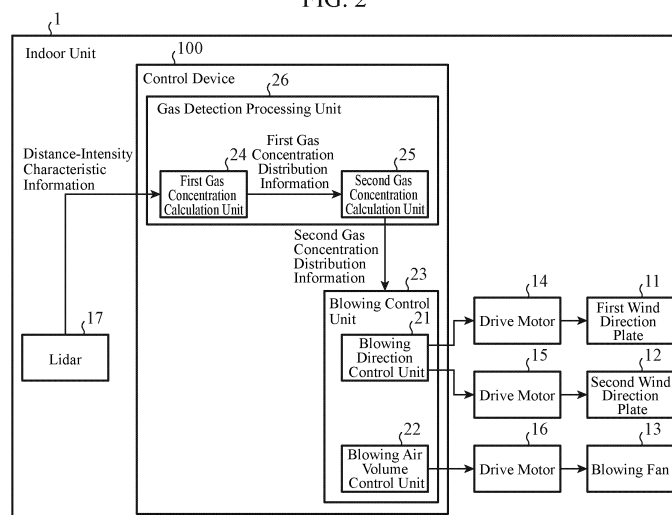 FIG. 2
1
Indoor Unit
100
Control Device
26
Gas Detection Processing Unit
Distance-Intensity
Characteristic
Information
24
First Gas
Concentration
Calculation Unit
First Gas
Concentration
Distribution
Information
25
Second Gas
Concentration
Calculation Unit
Second Gas
Concentration
Distribution
Information
23
Blowing Control
Unit
21
Blowing
Direction
Control Unit
22
Blowing Air
Volume
Control Unit
17
Lidar
14
Drive Motor
11
First Wind
Direction
Plate
15
Drive Motor
12
Second Wind
Direction
Plate
16
Drive Motor
13
Blowing Fan